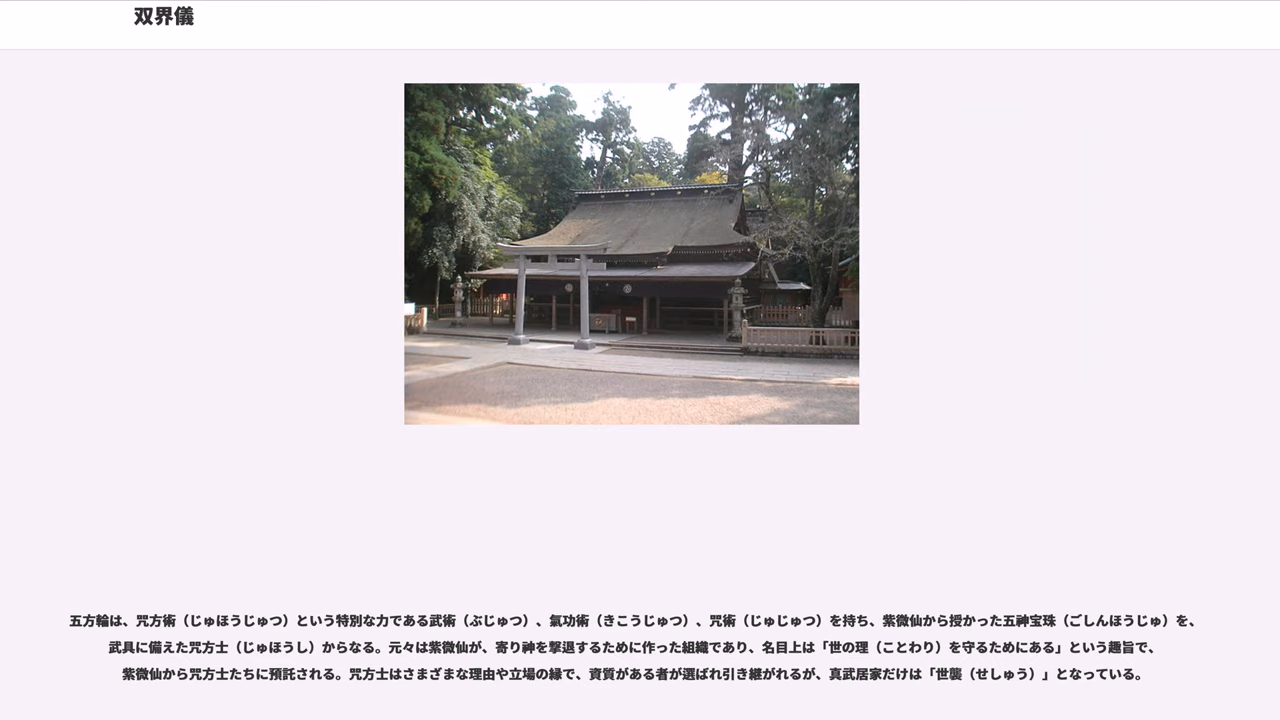 双界儀
五方輪は、咒方術（じゅほうじゅつ）という特別な力である武術（ぶじゅつ）、氣功術（きこうじゅつ）、咒術（じゅじゅつ）を持ち、紫微仙から授かった五神宝珠（ごしんほうじゅ）を、
武具に備えた咒方士（じゅほうし）からなる。元々は紫微仙が、寄り神を撃退するために作った組織であり、名目上は「世の理（ことわり）を守るためにある」という趣旨で、
紫微仙から咒方士たちに預託される。咒方士はさまざまな理由や立場の縁で、資質がある者が選ばれ引き継がれるが、真武居家だけは「世襲（せしゅう）」となっている。